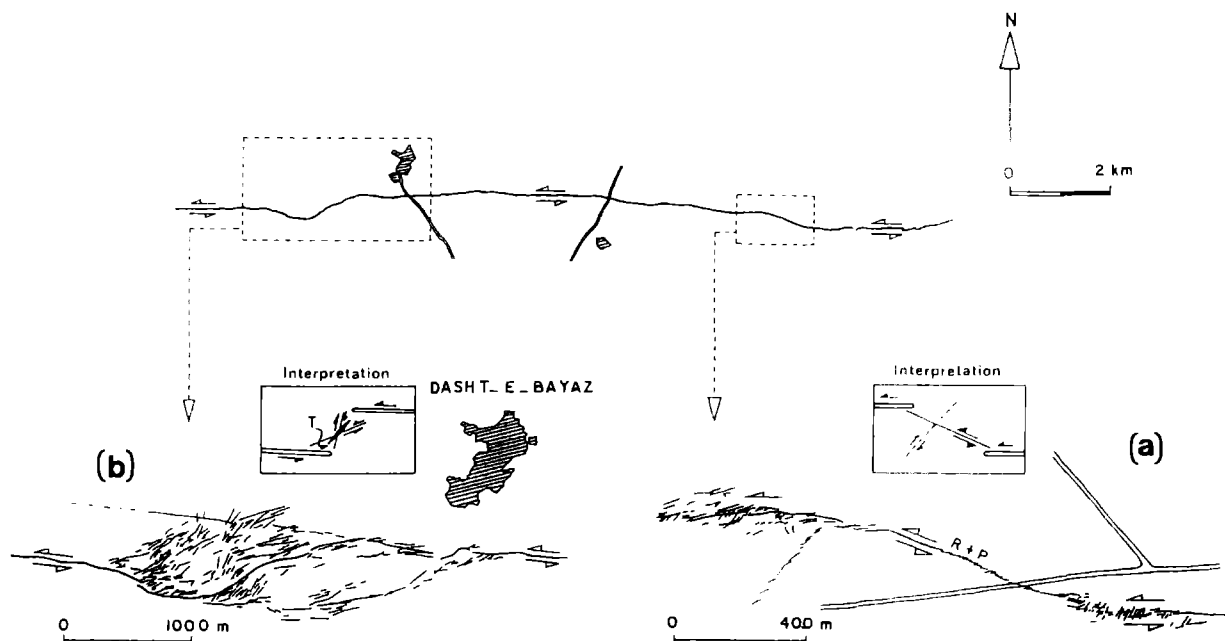 N
0 2 km
Interpretation
T
DASHT_E_BAYAZ
(b)
0 1000 m
Interpretation
(a)
R+P
0 400 m